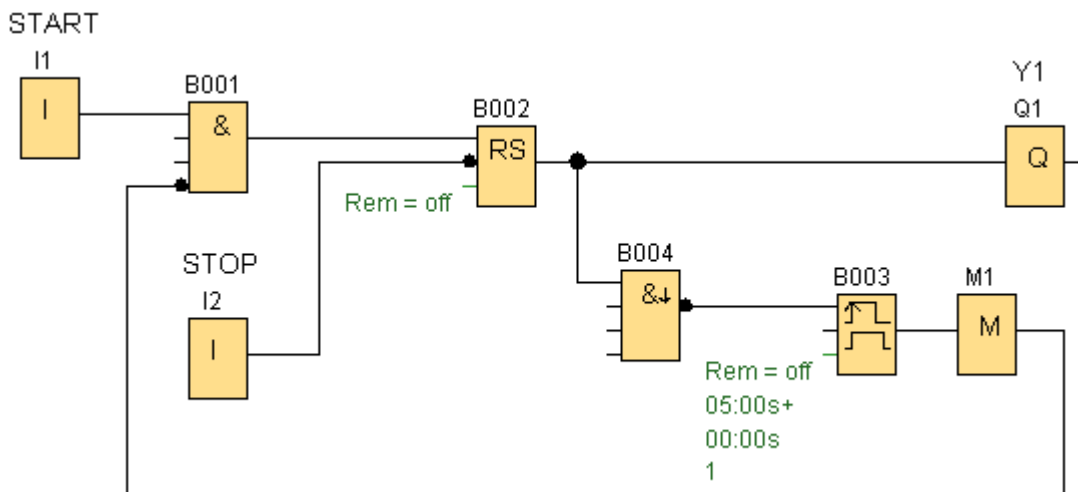 START
I1
I
B001
&
B002
RS
Rem = off
Y1
Q1
Q
STOP
I2
I
B004
&↓
B003
Rem = off
05:00s+
00:00s
1
M1
M